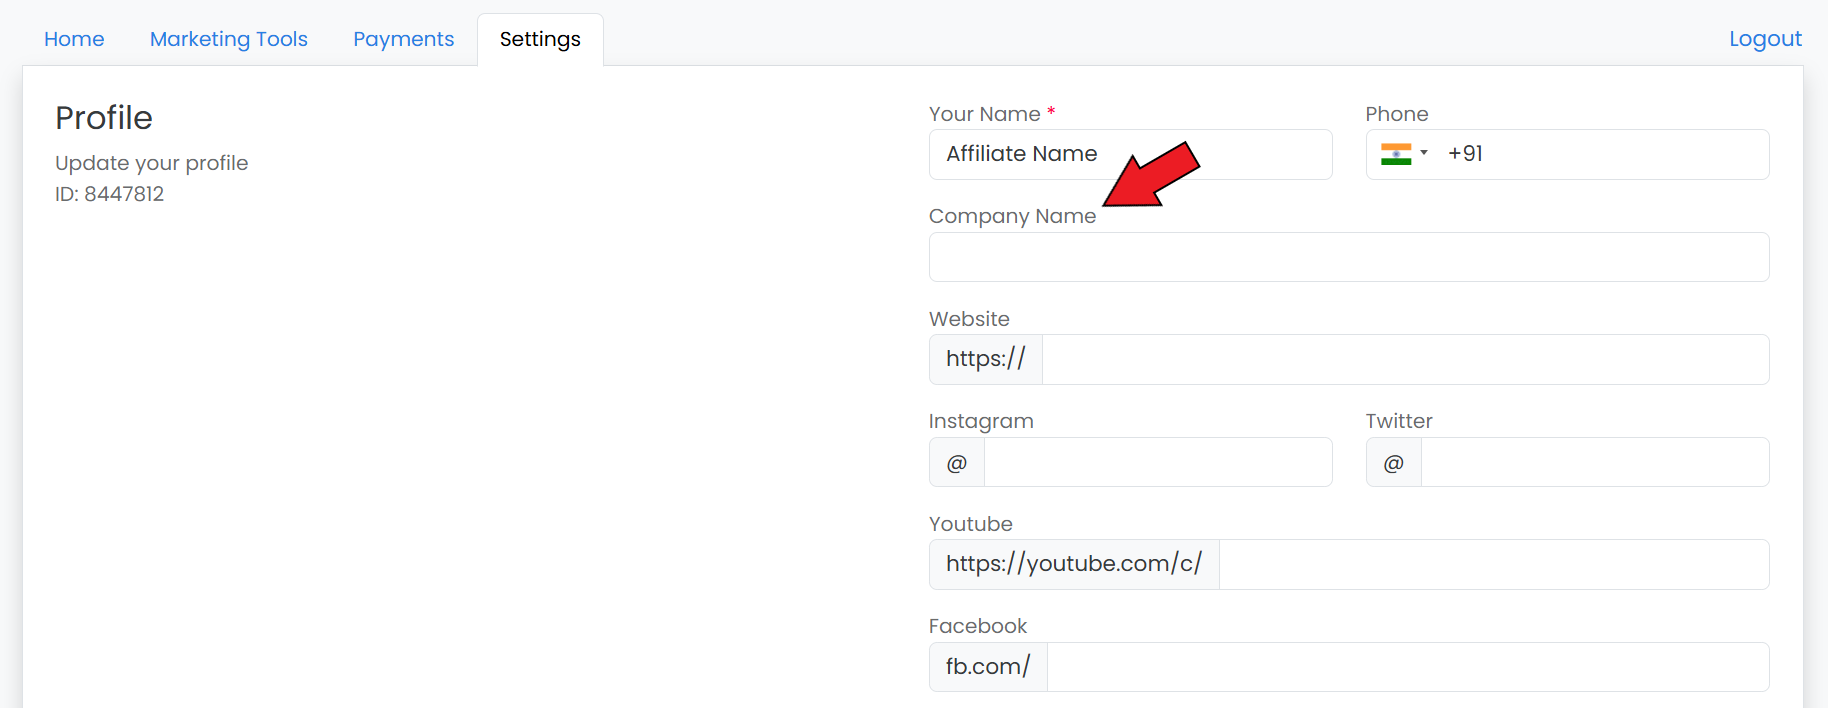 Home Marketing Tools Payments Settings Logout
Profile
Update your profile
ID: 8447812
Your Name * Phone
Affiliate Name +91
Company Name
Website
https://
Instagram Twitter
@ @
Youtube
https://youtube.com/c/
Facebook
fb.com/